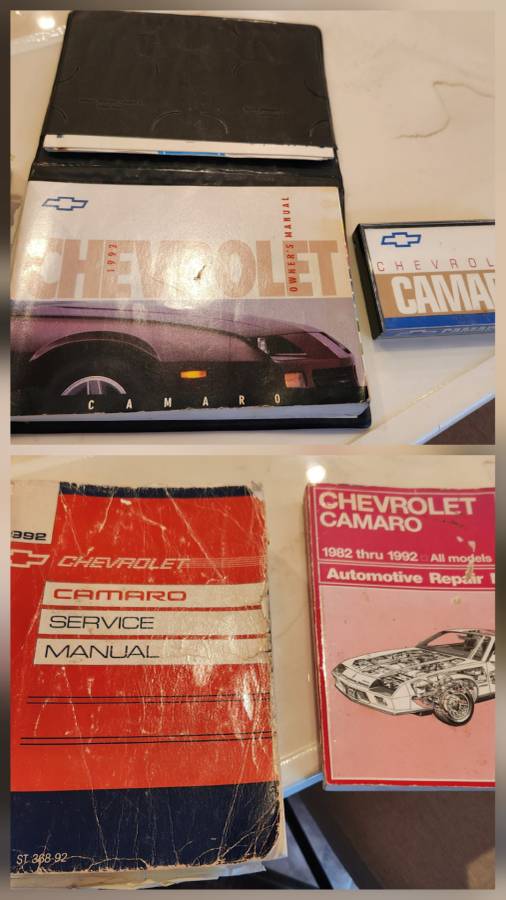 1992
CHEVROLET
OWNER'S MANUAL
CAMARO
CHEVROL
CAMA
CAMARO
1992
CHEVROLET
CAMARO
SERVICE
MANUAL
ST 368-92
CHEVROLET
CAMARO
1982 thru 1992 □ All models
Automotive Repair